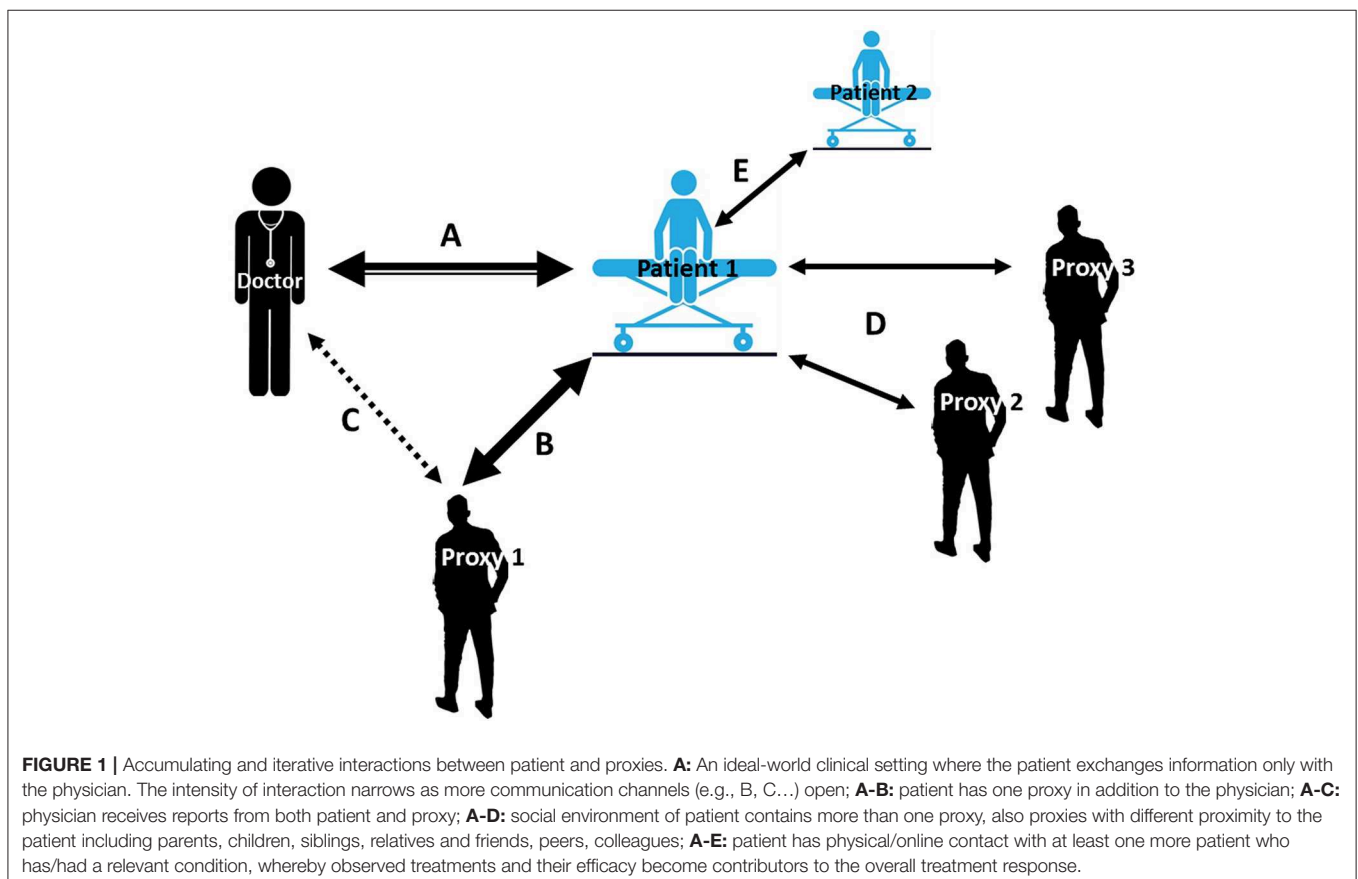 Patient 2
E
A
Doctor
Patient 1
Proxy 3
D
Proxy 2
C
B
Proxy 1
FIGURE 1 | Accumulating and iterative interactions between patient and proxies. A: An ideal-world clinical setting where the patient exchanges information only with
the physician. The intensity of interaction narrows as more communication channels (e.g., B, C…) open; A-B: patient has one proxy in addition to the physician; A-C:
physician receives reports from both patient and proxy; A-D: social environment of patient contains more than one proxy, also proxies with different proximity to the
patient including parents, children, siblings, relatives and friends, peers, colleagues; A-E: patient has physical/online contact with at least one more patient who
has/had a relevant condition, whereby observed treatments and their efficacy become contributors to the overall treatment response.